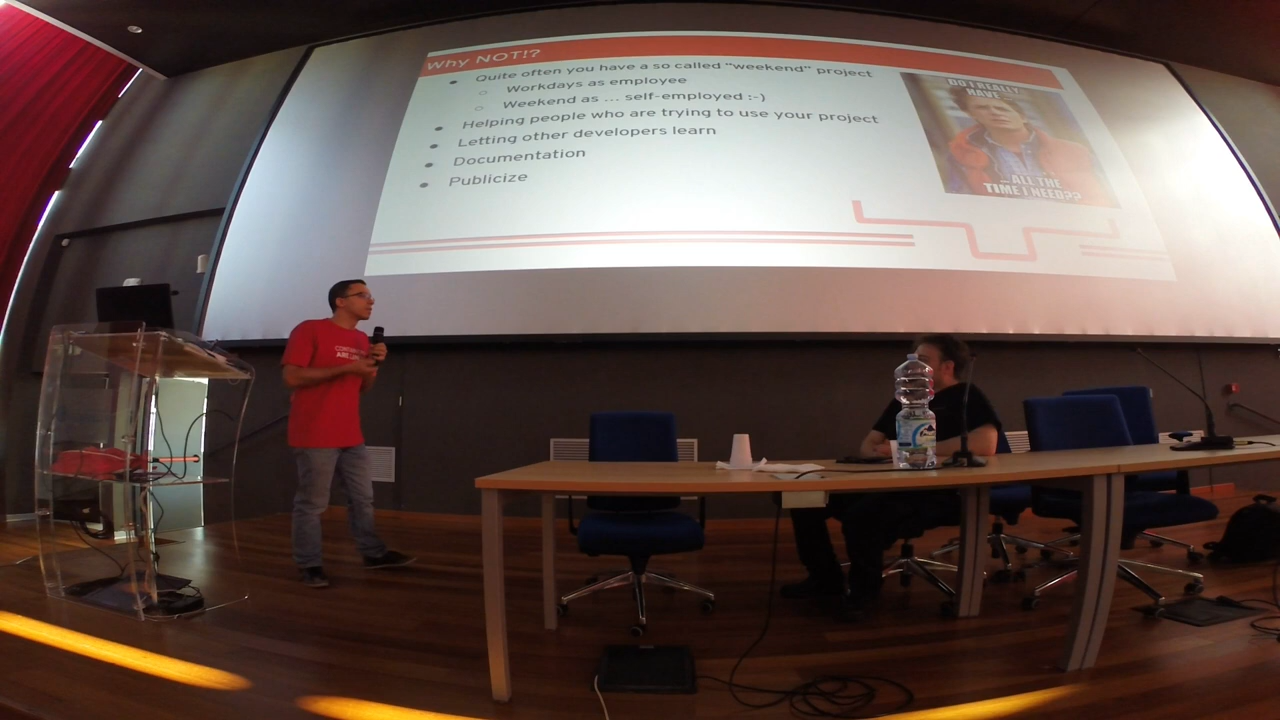 Why NOT!?
Quite often you have a so called "weekend" project
Workdays as employee
Weekend as ... self-employed :-)
Helping people who are trying to use your project
Letting other developers learn
Documentation
Publicize
DO I REALLY
HAVE...
...ALL THE
TIME I NEED??